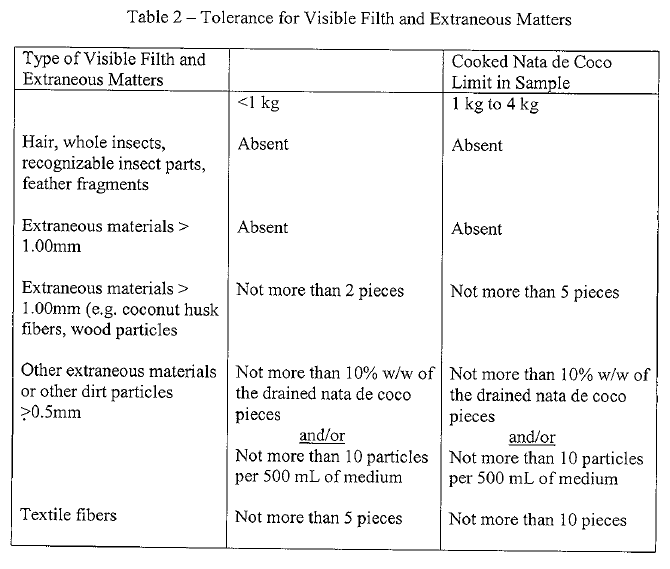 Table 2 – Tolerance for Visible Filth and Extraneous Matters
Type of Visible Filth and Extraneous Matters
Cooked Nata de Coco Limit in Sample
<1 kg
1 kg to 4 kg
Hair, whole insects, recognizable insect parts, feather fragments
Absent
Absent
Extraneous materials > 1.00mm
Absent
Absent
Extraneous materials > 1.00mm (e.g. coconut husk fibers, wood particles
Not more than 2 pieces
Not more than 5 pieces
Other extraneous materials or other dirt particles >0.5mm
Not more than 10% w/w of the drained nata de coco pieces
and/or
Not more than 10 particles per 500 mL of medium
Not more than 10% w/w of the drained nata de coco pieces
and/or
Not more than 10 particles per 500 mL of medium
Textile fibers
Not more than 5 pieces
Not more than 10 pieces